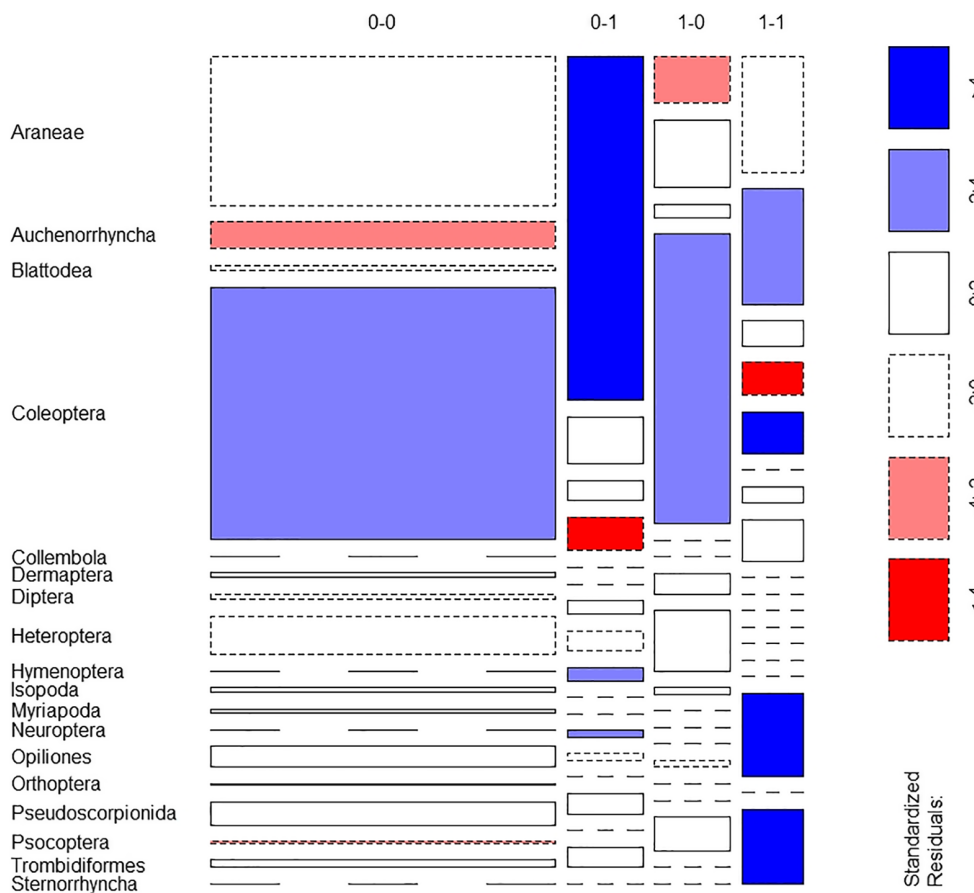 0-0 0-1 1-0 1-1
Araneae
Auchenorrhyncha
Blattodea
Coleoptera
Collembola
Dermaptera
Diptera
Heteroptera
Hymenoptera
Isopoda
Myriapoda
Neuroptera
Opiliones
Orthoptera
Pseudoscorpionida
Psocoptera
Trombidiformes
Sternorrhyncha
Standardized
Residuals: